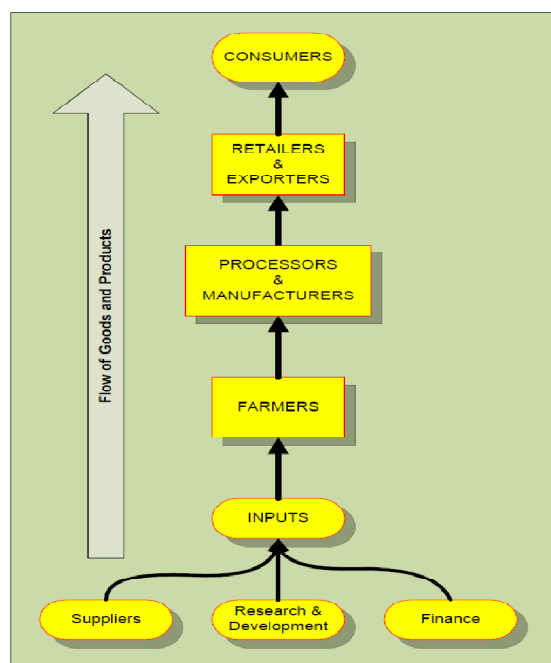 CONSUMERS
RETAILERS
&
EXPORTERS
PROCESSORS
&
MANUFACTURERS
Flow of Goods and Products
FARMERS
INPUTS
Suppliers
Research &
Development
Finance